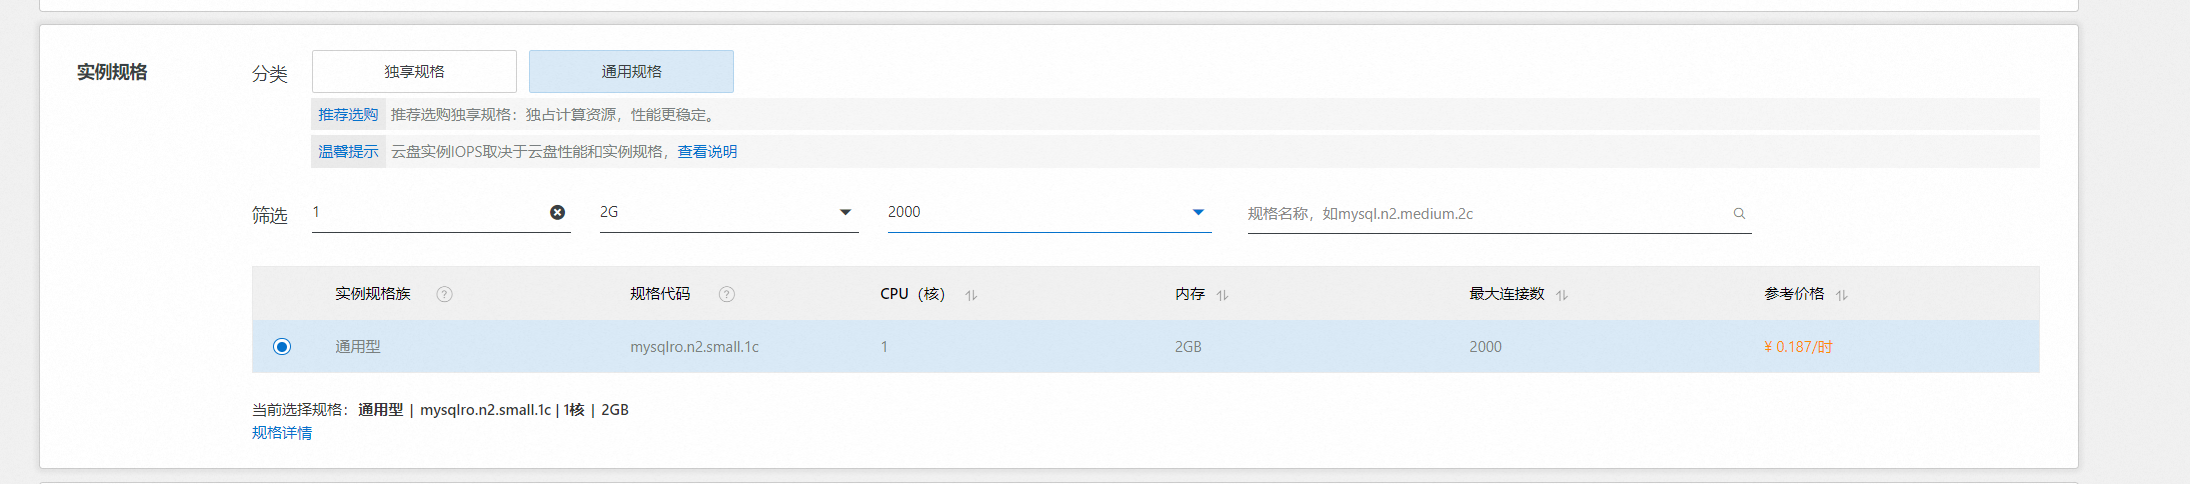 实例规格
分类 独享规格 通用规格
推荐选购 推荐选购独享规格：独占计算资源，性能更稳定。
温馨提示 云盘实例IOPS取决于云盘性能和实例规格，查看说明
筛选 1 2G 2000 规格名称，如mysql.n2.medium.2c
实例规格族 规格代码 CPU（核） 内存 最大连接数 参考价格
通用型 mysqlro.n2.small.1c 1 2GB 2000 ¥ 0.187/时
当前选择规格：通用型 | mysqlro.n2.small.1c | 1核 | 2GB
规格详情